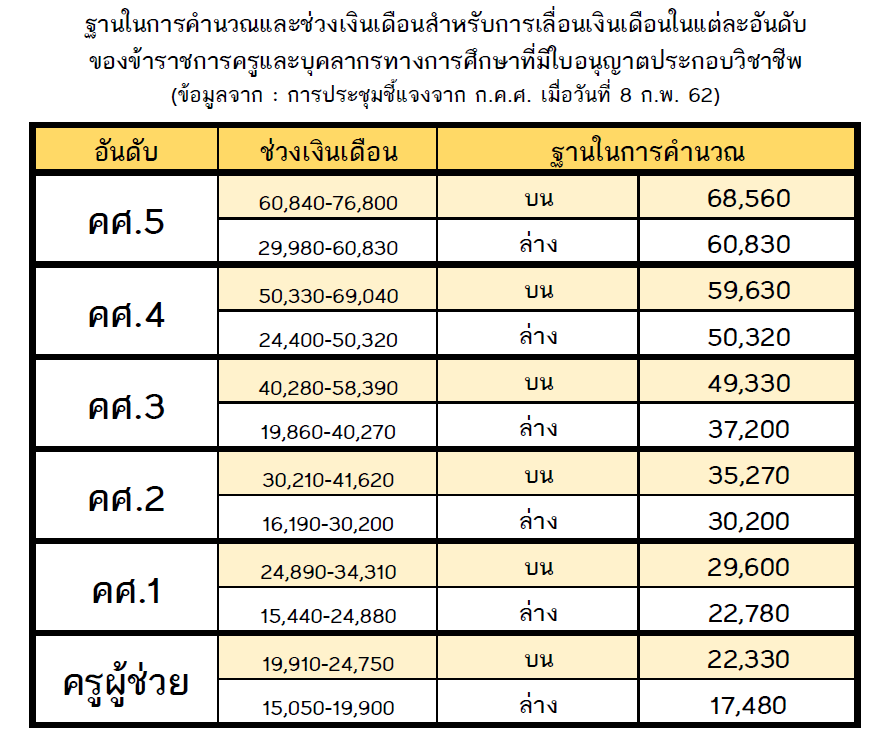 ฐานในการคำนวณและช่วงเงินเดือนสำหรับการเลื่อนเงินเดือนในแต่ละอันดับ
ของข้าราชการครูและบุคลากรทางการศึกษาที่มีใบอนุญาตประกอบวิชาชีพ
(ข้อมูลจาก : การประชุมชี้แจงจาก ก.ค.ศ. เมื่อวันที่ 8 ก.พ. 62)
อันดับ ช่วงเงินเดือน ฐานในการคำนวณ
คศ.5 60,840-76,800 บน 68,560
29,980-60,830 ล่าง 60,830
คศ.4 50,330-69,040 บน 59,630
24,400-50,320 ล่าง 50,320
คศ.3 40,280-58,390 บน 49,330
19,860-40,270 ล่าง 37,200
คศ.2 30,210-41,620 บน 35,270
16,190-30,200 ล่าง 30,200
คศ.1 24,890-34,310 บน 29,600
15,440-24,880 ล่าง 22,780
ครูผู้ช่วย 19,910-24,750 บน 22,330
15,050-19,900 ล่าง 17,480